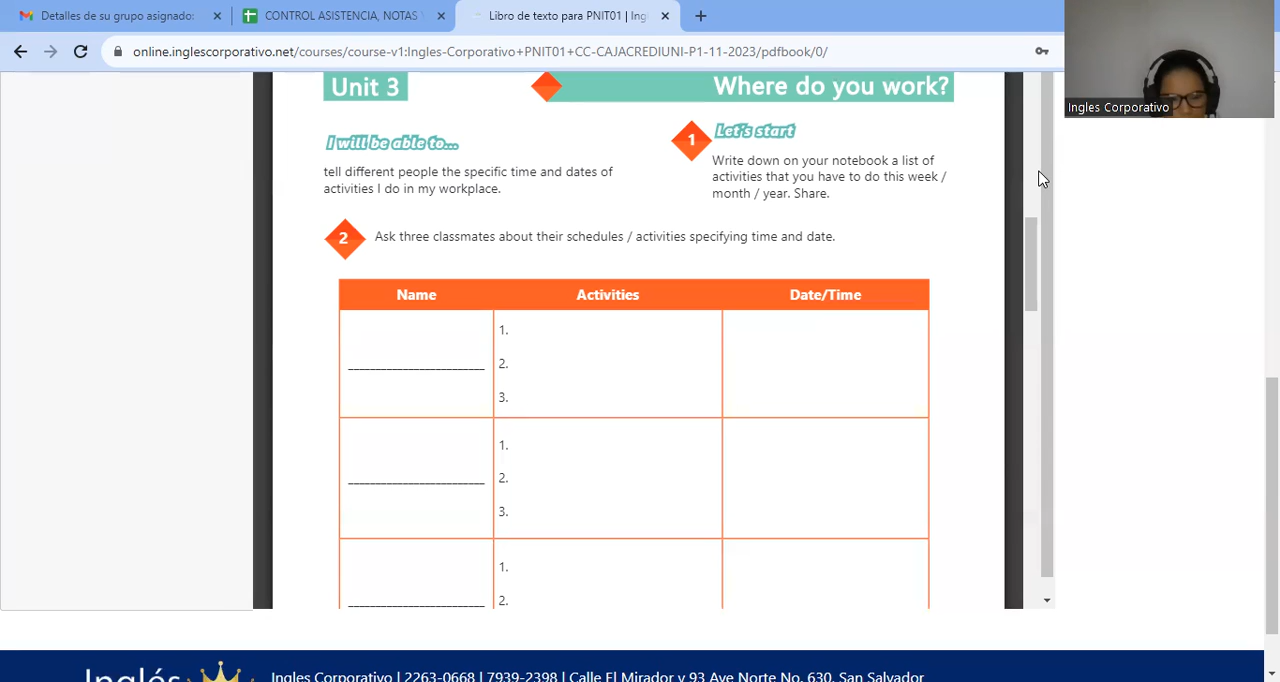 Detalles de su grupo asignado:
CONTROL ASISTENCIA, NOTAS Y
Libro de texto para PNIT01 | Ing
online.inglescorporativo.net/courses/course-v1:Ingles-Corporativo+PNIT01+CC-CAJACREDIUNI-P1-11-2023/pdfbook/0/
Ingles Corporativo
Unit 3
Where do you work?
I will be able to...
tell different people the specific time and dates of
activities I do in my workplace.
1
Let's start
Write down on your notebook a list of
activities that you have to do this week /
month / year. Share.
2
Ask three classmates about their schedules / activities specifying time and date.
Name
Activities
Date/Time
1.
2.
3.
1.
2.
3.
1.
2.
Inglés
Ingles Corporativo | 2263-0668 | 7939-2398 | Calle El Mirador y 93 Ave Norte No. 630, San Salvador